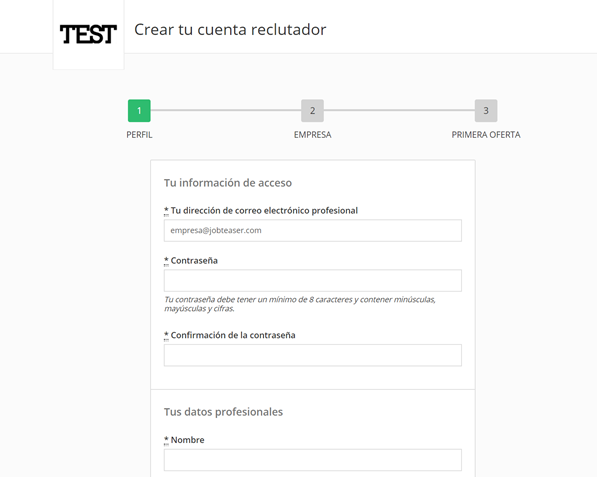 TEST
Crear tu cuenta reclutador
1
2
3
PERFIL
EMPRESA
PRIMERA OFERTA
Tu información de acceso
* Tu dirección de correo electrónico profesional
empresa@jobteaser.com
* Contraseña
Tu contraseña debe tener un mínimo de 8 caracteres y contener minúsculas,
mayúsculas y cifras.
* Confirmación de la contraseña
Tus datos profesionales
* Nombre